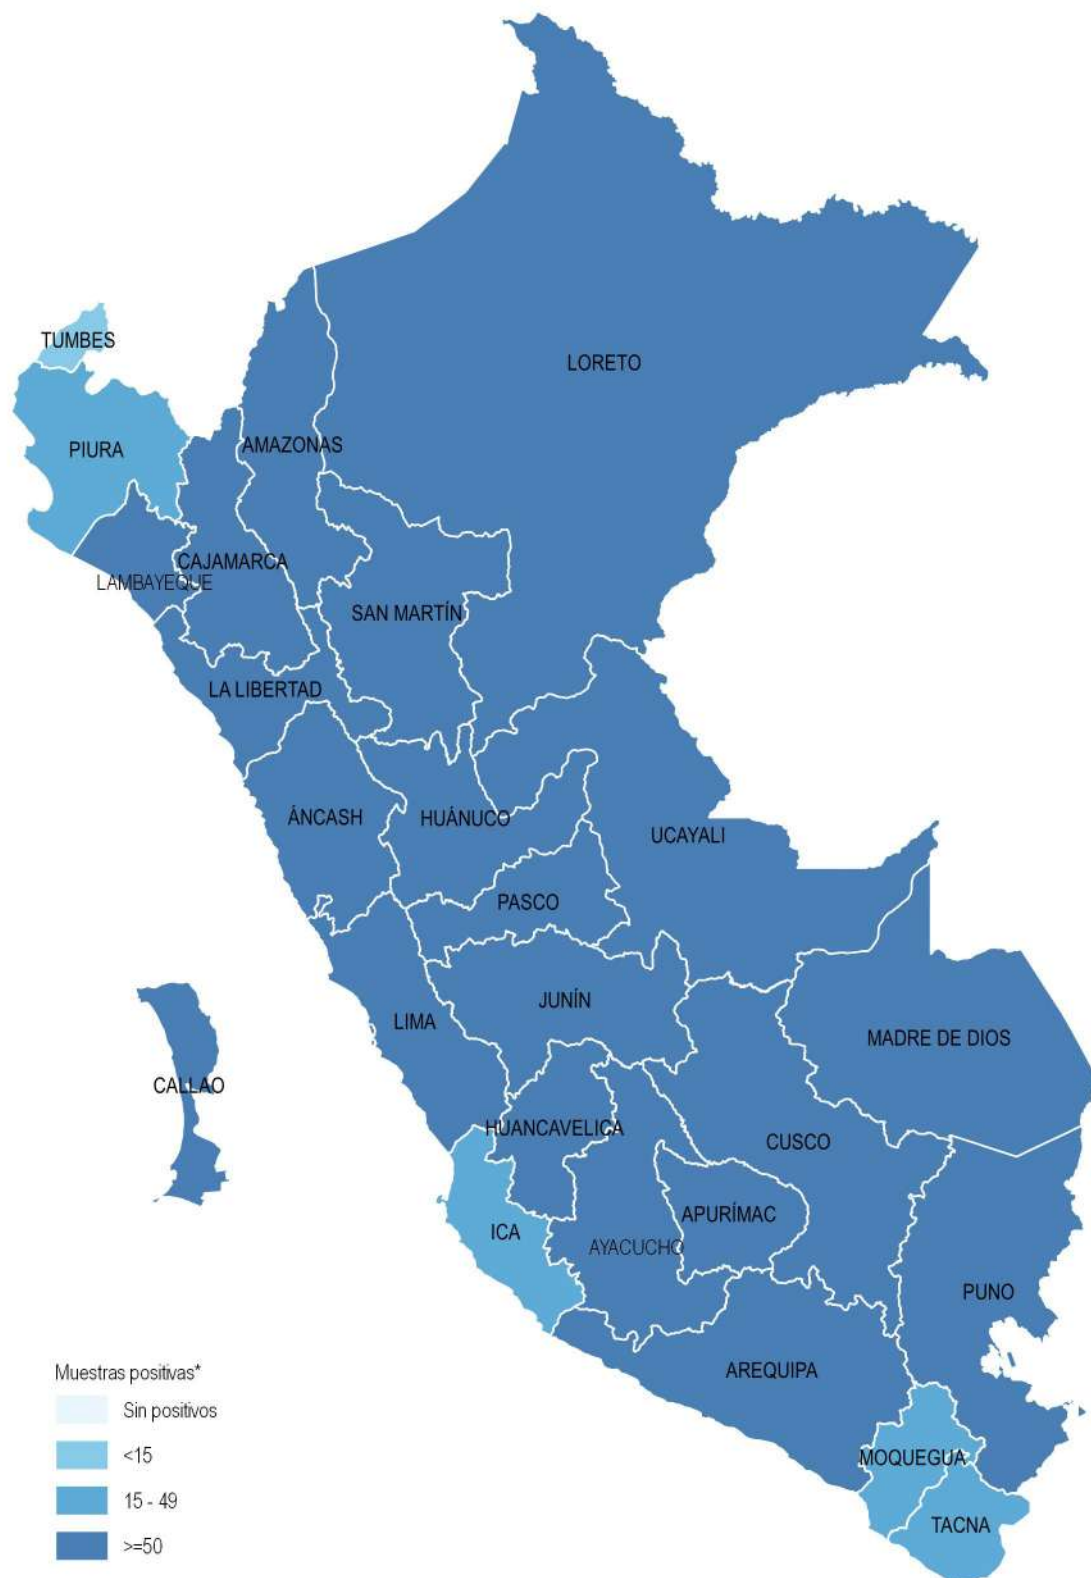 TUMBES
LORETO
PIURA
AMAZONAS
CAJAMARCA
LAMBAYEQUE
SAN MARTÍN
LA LIBERTAD
ÁNCASH
HUÁNUCO
UCAYALI
PASCO
JUNÍN
LIMA
MADRE DE DIOS
CALLAO
HUANCAVELICA
CUSCO
APURÍMAC
ICA
AYACUCHO
PUNO
AREQUIPA
MOQUEGUA
TACNA
Muestras positivas*
Sin positivos
<15
15 - 49
>=50